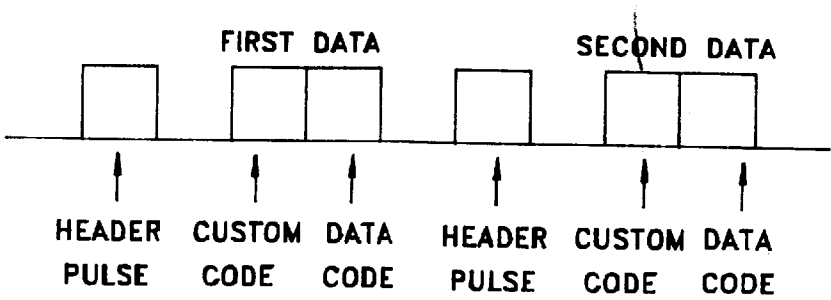 FIRST DATA
SECOND DATA
HEADER PULSE
CUSTOM CODE
DATA CODE
HEADER PULSE
CUSTOM CODE
DATA CODE